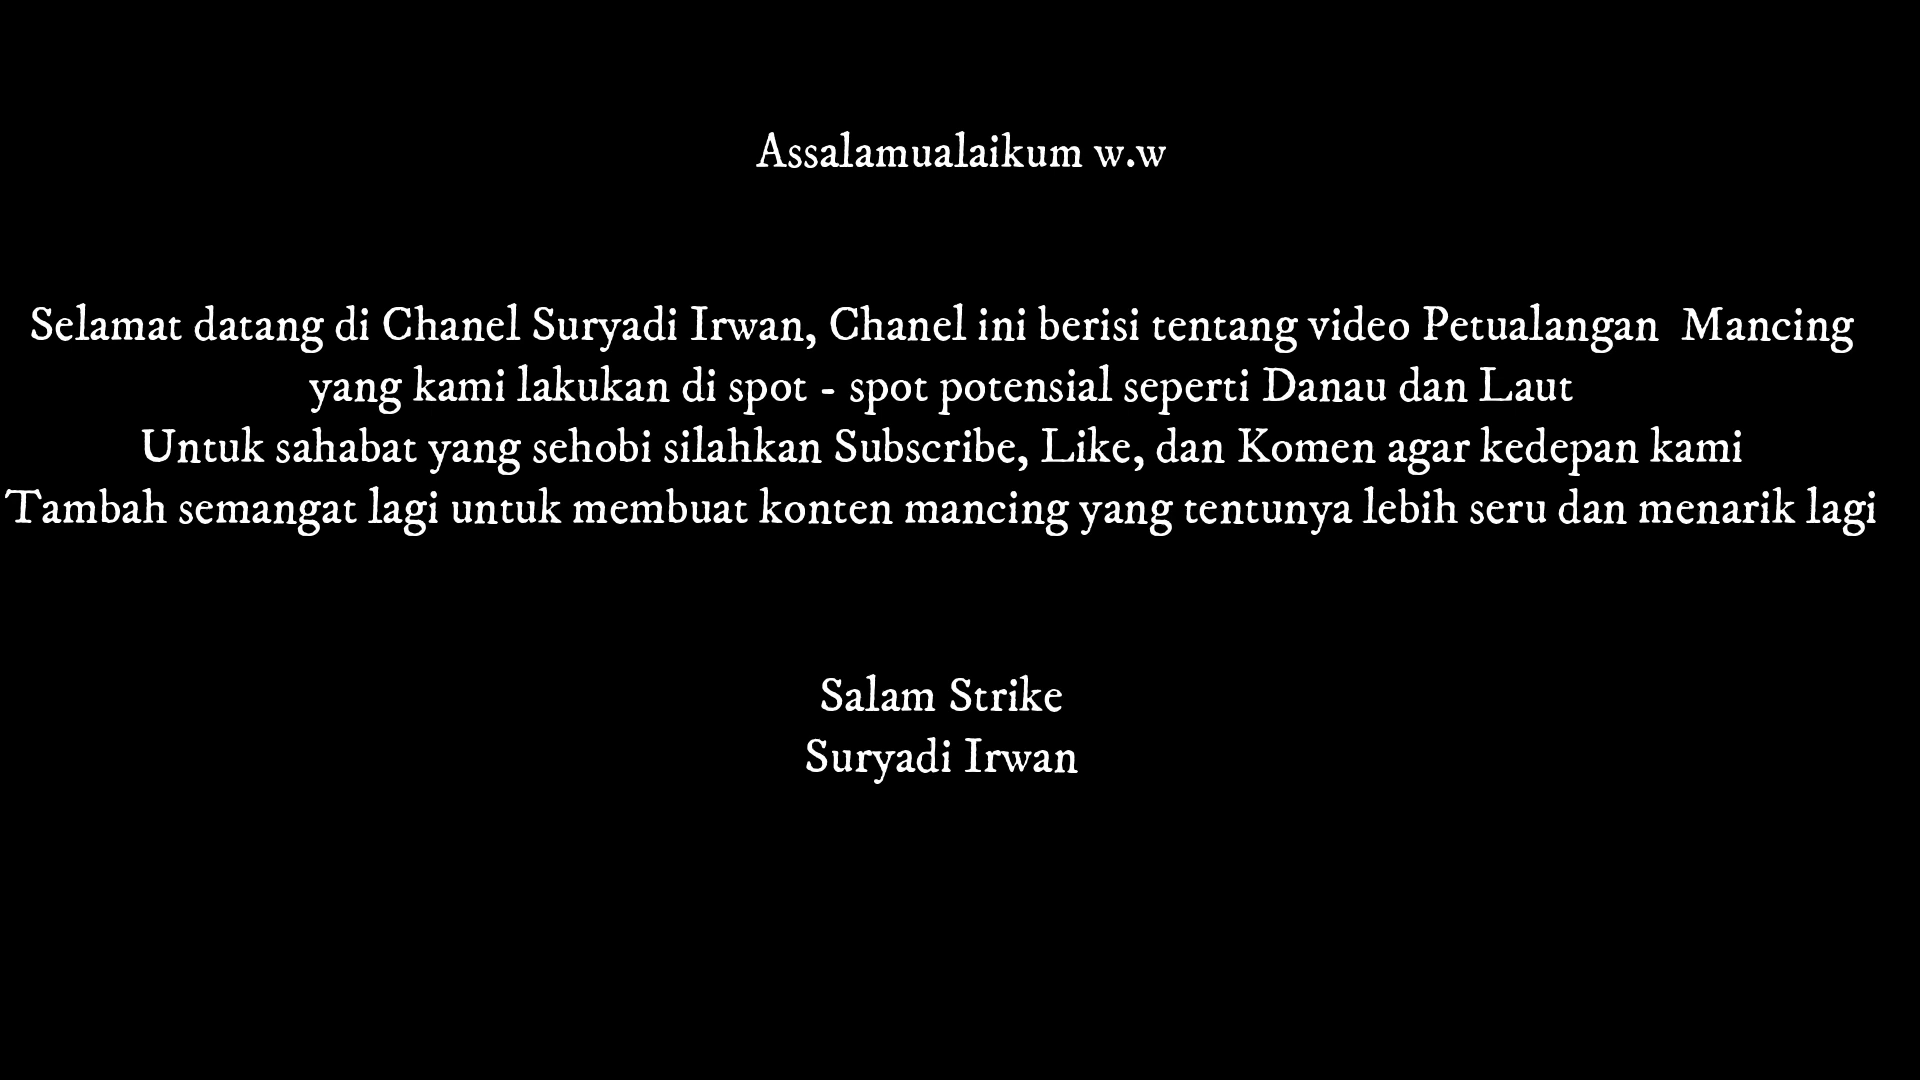 Assalamualaikum w.w
Selamat datang di Chanel Suryadi Irwan, Chanel ini berisi tentang video Petualangan  Mancing
yang kami lakukan di spot - spot potensial seperti Danau dan Laut
Untuk sahabat yang sehobi silahkan Subscribe, Like, dan Komen agar kedepan kami
Tambah semangat lagi untuk membuat konten mancing yang tentunya lebih seru dan menarik lagi
Salam Strike
Suryadi Irwan